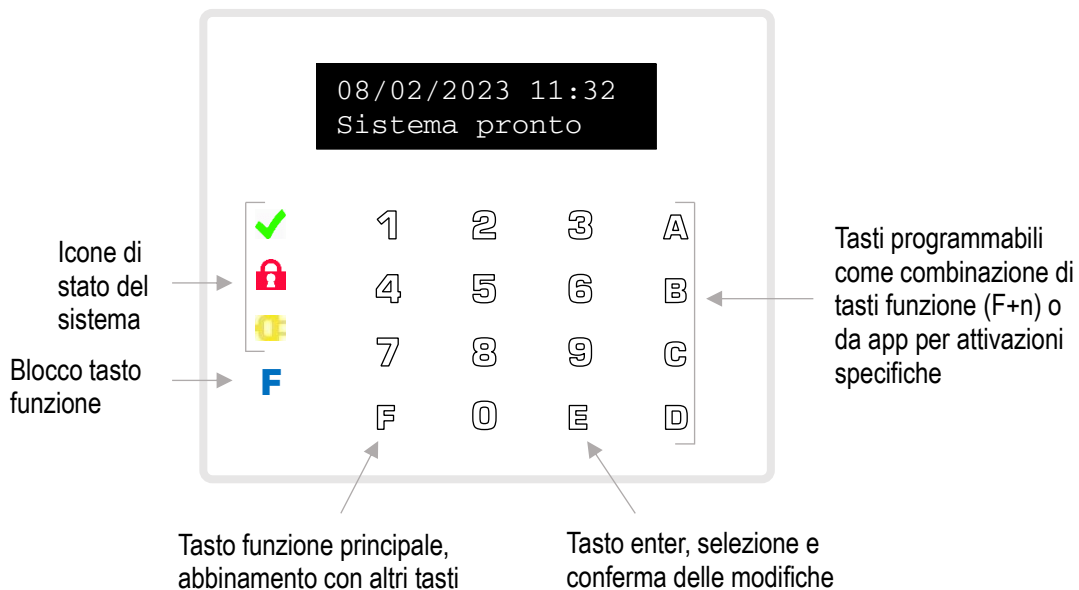 08/02/2023 11:32
Sistema pronto
1 2 3 A
4 5 6 B
7 8 9 C
F
F 0 E D
Icone di
stato del
sistema
Blocco tasto
funzione
Tasti programmabili
come combinazione di
tasti funzione (F+n) o
da app per attivazioni
specifiche
Tasto funzione principale,
abbinamento con altri tasti
Tasto enter, selezione e
conferma delle modifiche